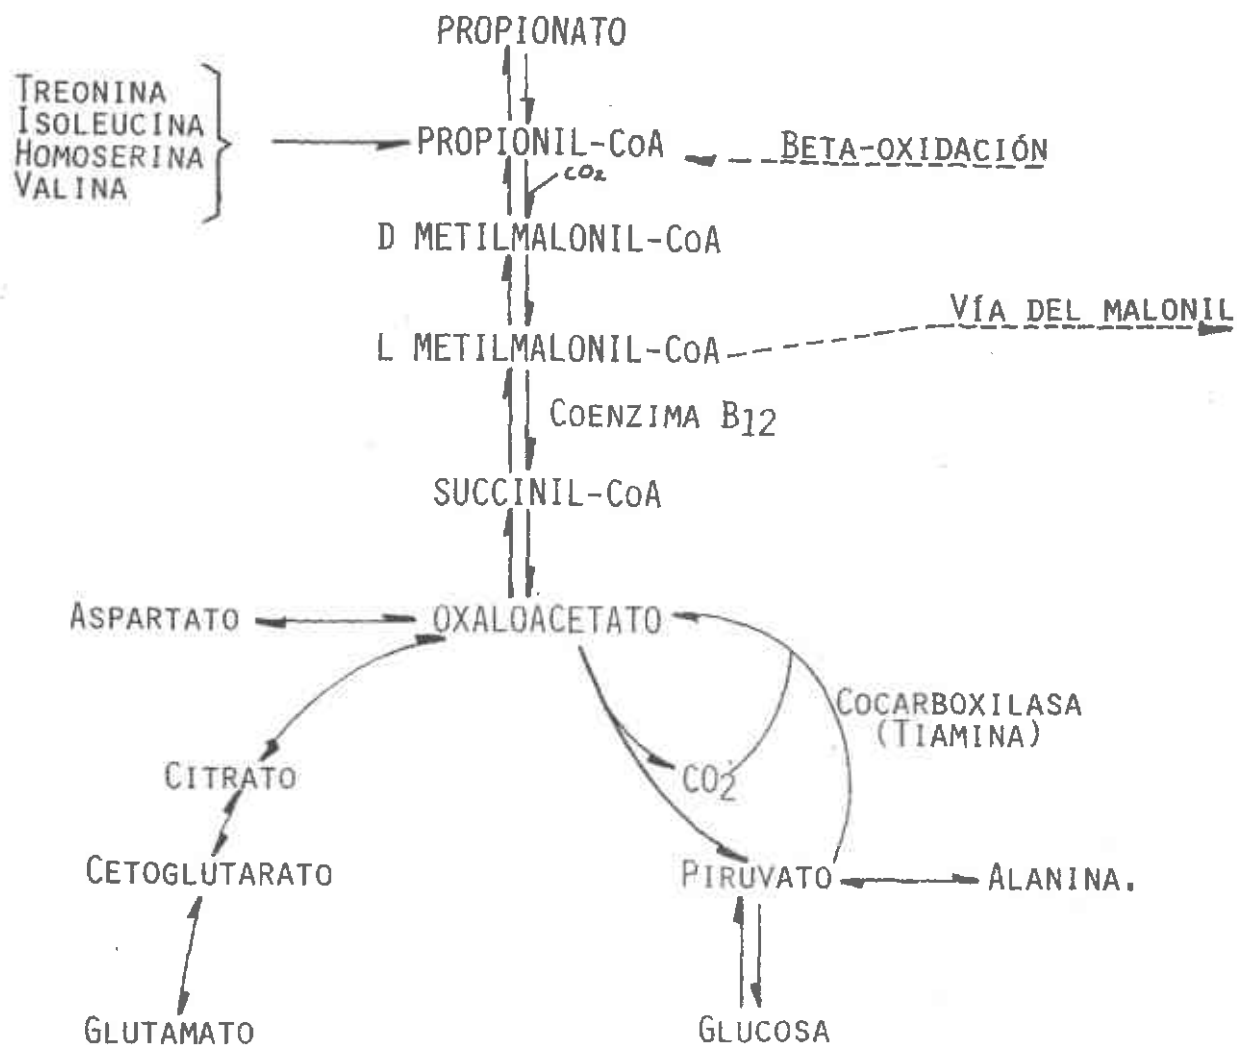 PROPIONATO
TREONINA
ISOLEUCINA
HOMOSERINA
VALINA
PROPIONIL-CoA
BETA-OXIDACIÓN
CO2
D METILMALONIL-CoA
VÍA DEL MALONIL
L METILMALONIL-CoA
COENZIMA B12
SUCCINIL-CoA
ASPARTATO
OXALOACETATO
COCARBOXILASA
(TIAMINA)
CITRATO
CO2
CETOGLUTARATO
PIRUVATO
ALANINA.
GLUTAMATO
GLUCOSA